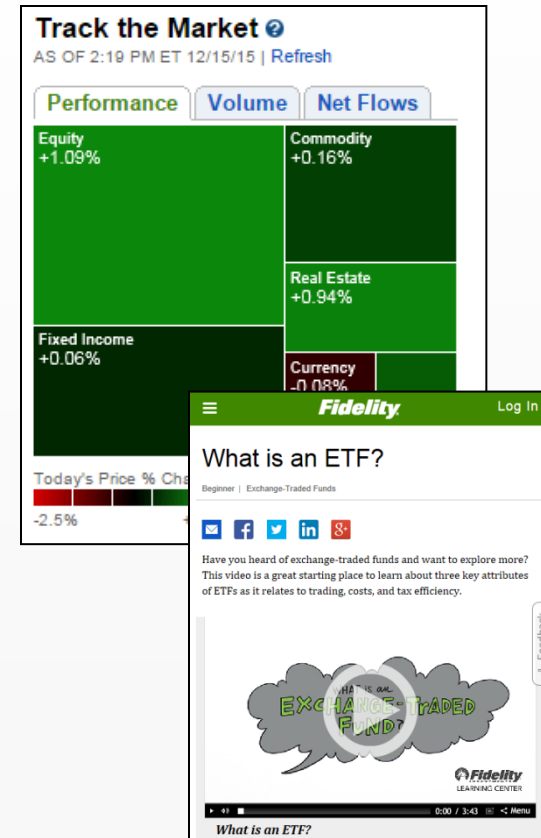 Track the Market ?
AS OF 2:19 PM ET 12/15/15 | Refresh
Performance Volume Net Flows
Equity
+1.09%
Commodity
+0.16%
Real Estate
+0.94%
Fixed Income
+0.06%
Currency
-0.08%
Today's Price %
-2.5%
Fidelity Log In
What is an ETF?
Beginner | Exchange-Traded Funds
Have you heard of exchange-traded funds and want to explore more?
This video is a great starting place to learn about three key attributes
of ETFs as it relates to trading, costs, and tax efficiency.
WHAT IS AN
EXCHANGE-TRADED
FUND?
Fidelity
LEARNING CENTER
0:00 / 3:43 Menu
What is an ETF?